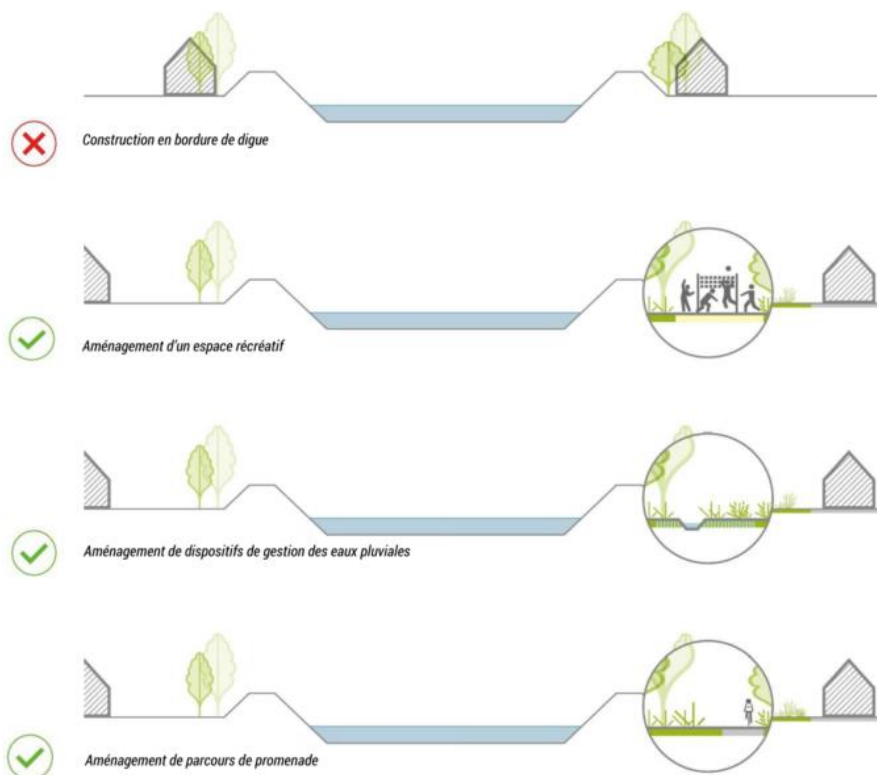 Construction en bordure de digue
Aménagement d'un espace récréatif
Aménagement de dispositifs de gestion des eaux pluviales
Aménagement de parcours de promenade